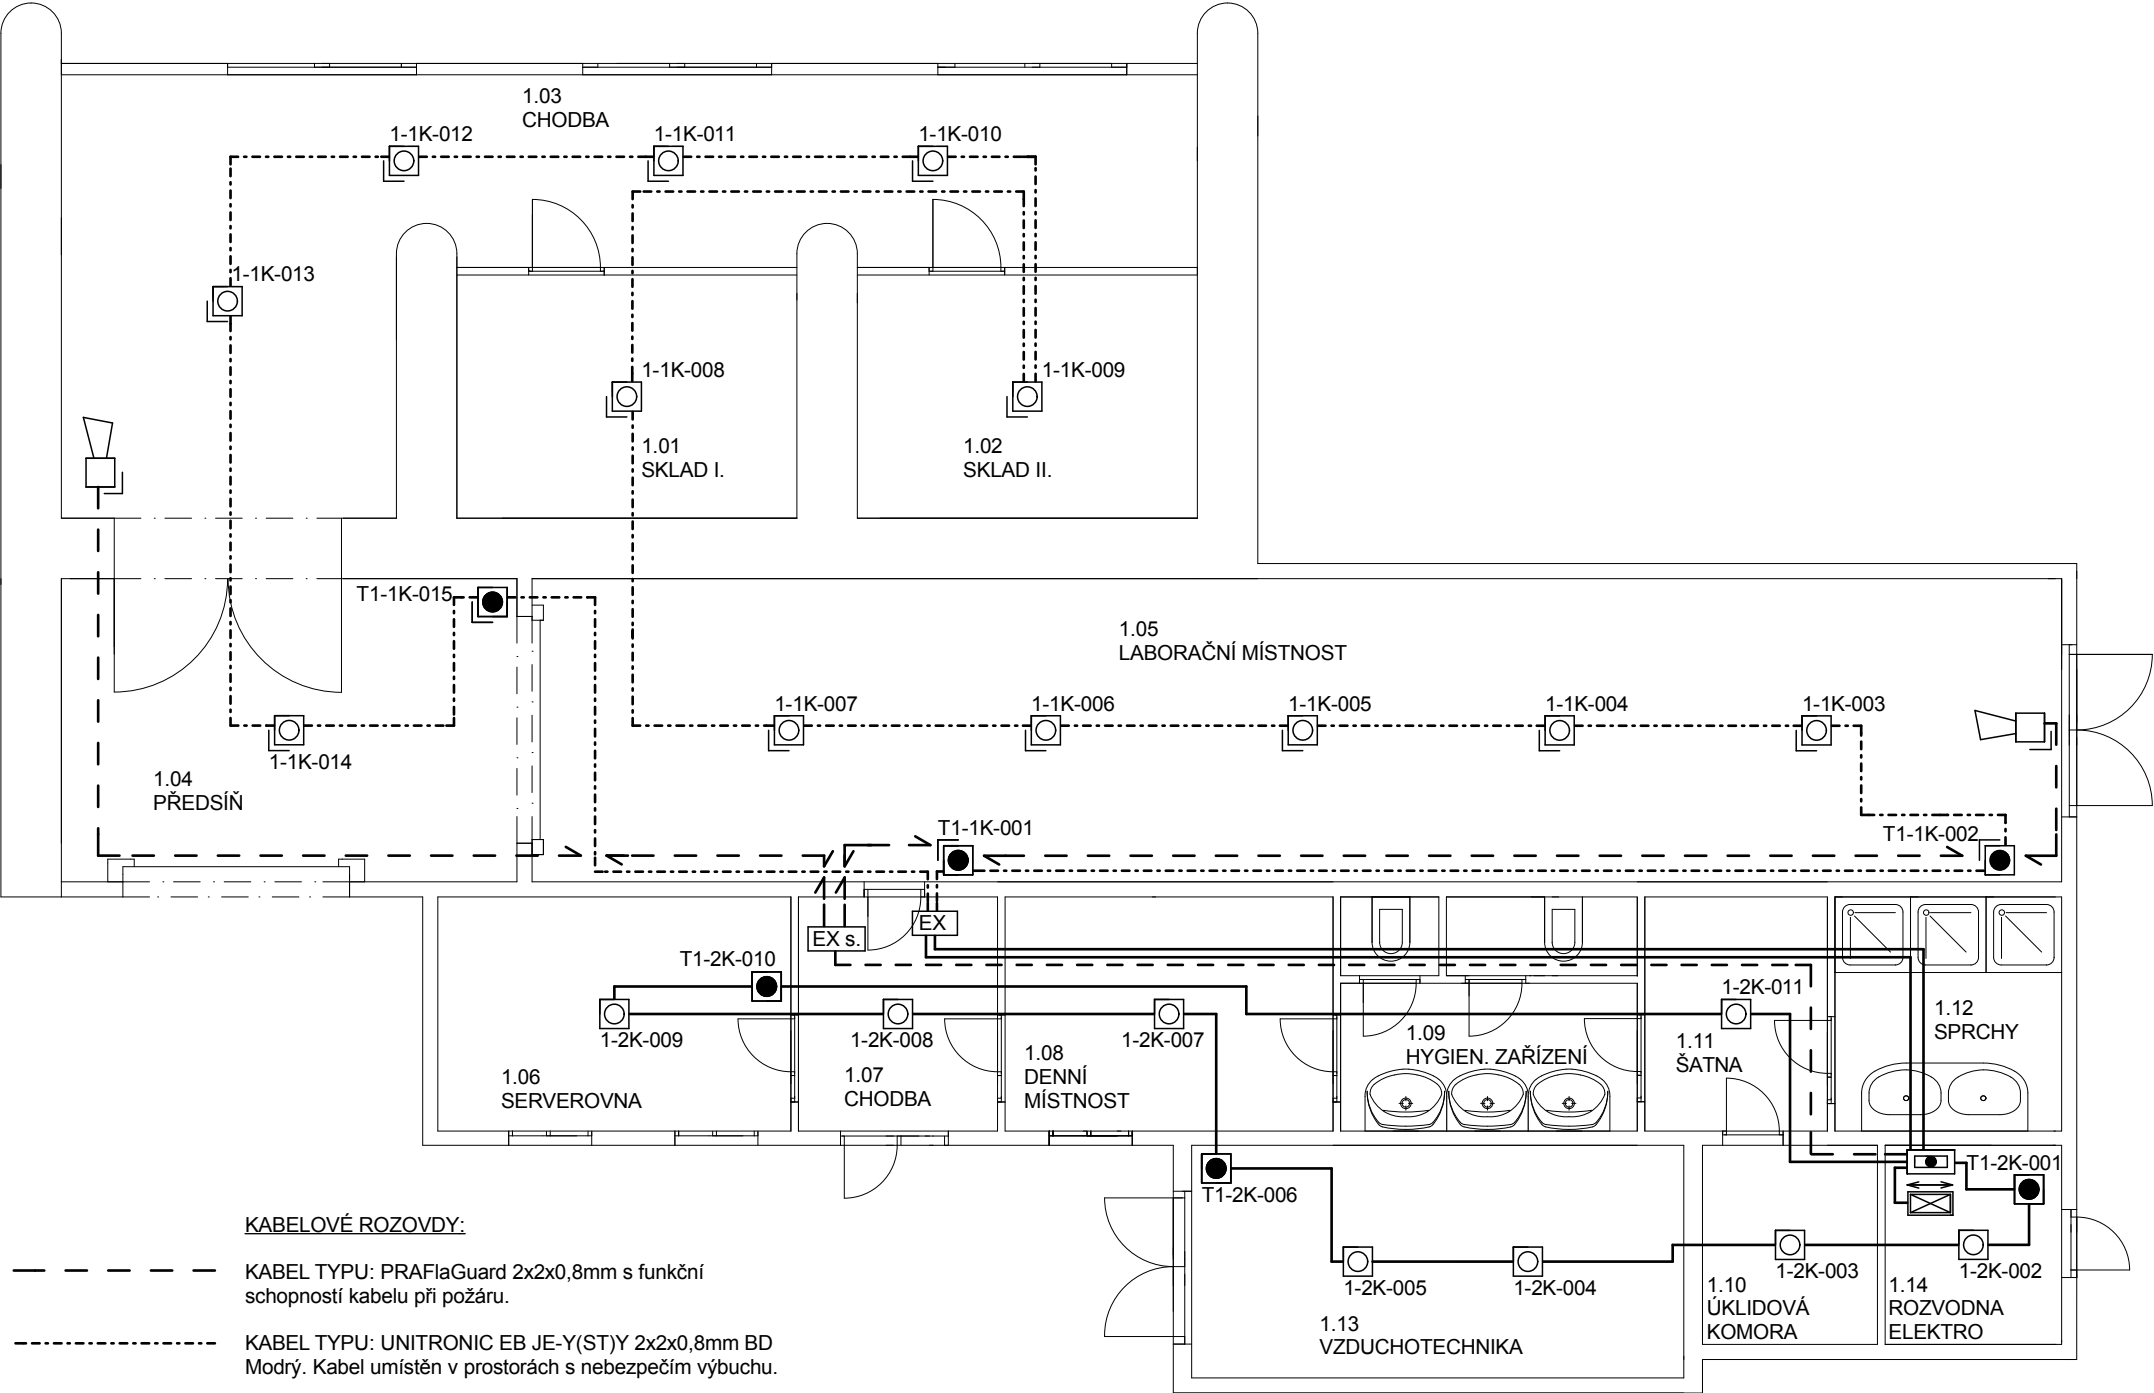 1.03
CHODBA
1-1K-012
1-1K-011
1-1K-010
1-1K-013
1-1K-008
1-1K-009
1.01
SKLAD I.
1.02
SKLAD II.
T1-1K-015
1.05
LABORAČNÍ MÍSTNOST
1-1K-007
1-1K-006
1-1K-005
1-1K-004
1-1K-003
1-1K-014
1.04
PŘEDSÍŇ
T1-1K-001
T1-1K-002
EX s.
EX
T1-2K-010
1-2K-011
1-2K-009
1-2K-008
1-2K-007
1.06
SERVEROVNA
1.07
CHODBA
1.08
DENNÍ
MÍSTNOST
1.09
HYGIEN. ZAŘÍZENÍ
1.11
ŠATNA
1.12
SPRCHY
T1-2K-006
T1-2K-001
1-2K-005
1-2K-004
1-2K-003
1-2K-002
1.13
VZDUCHOTECHNIKA
1.10
ÚKLIDOVÁ
KOMORA
1.14
ROZVODNA
ELEKTRO
KABELOVÉ ROZOVDY:
KABEL TYPU: PRAFlaGuard 2x2x0,8mm s funkční
schopností kabelu při požáru.
KABEL TYPU: UNITRONIC EB JE-Y(ST)Y 2x2x0,8mm BD
Modrý. Kabel umístěn v prostorách s nebezpečím výbuchu.